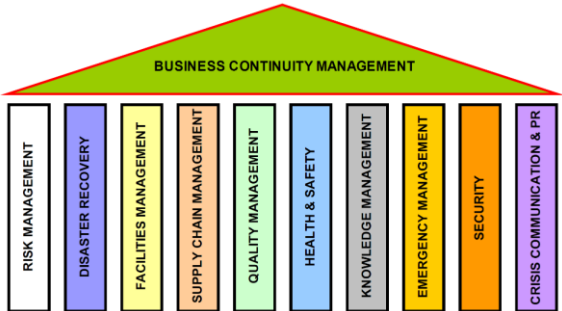 BUSINESS CONTINUITY MANAGEMENT
RISK MANAGEMENT
DISASTER RECOVERY
FACILITIES MANAGEMENT
SUPPLY CHAIN MANAGEMENT
QUALITY MANAGEMENT
HEALTH & SAFETY
KNOWLEDGE MANAGEMENT
EMERGENCY MANAGEMENT
SECURITY
CRISIS COMMUNICATION & PR